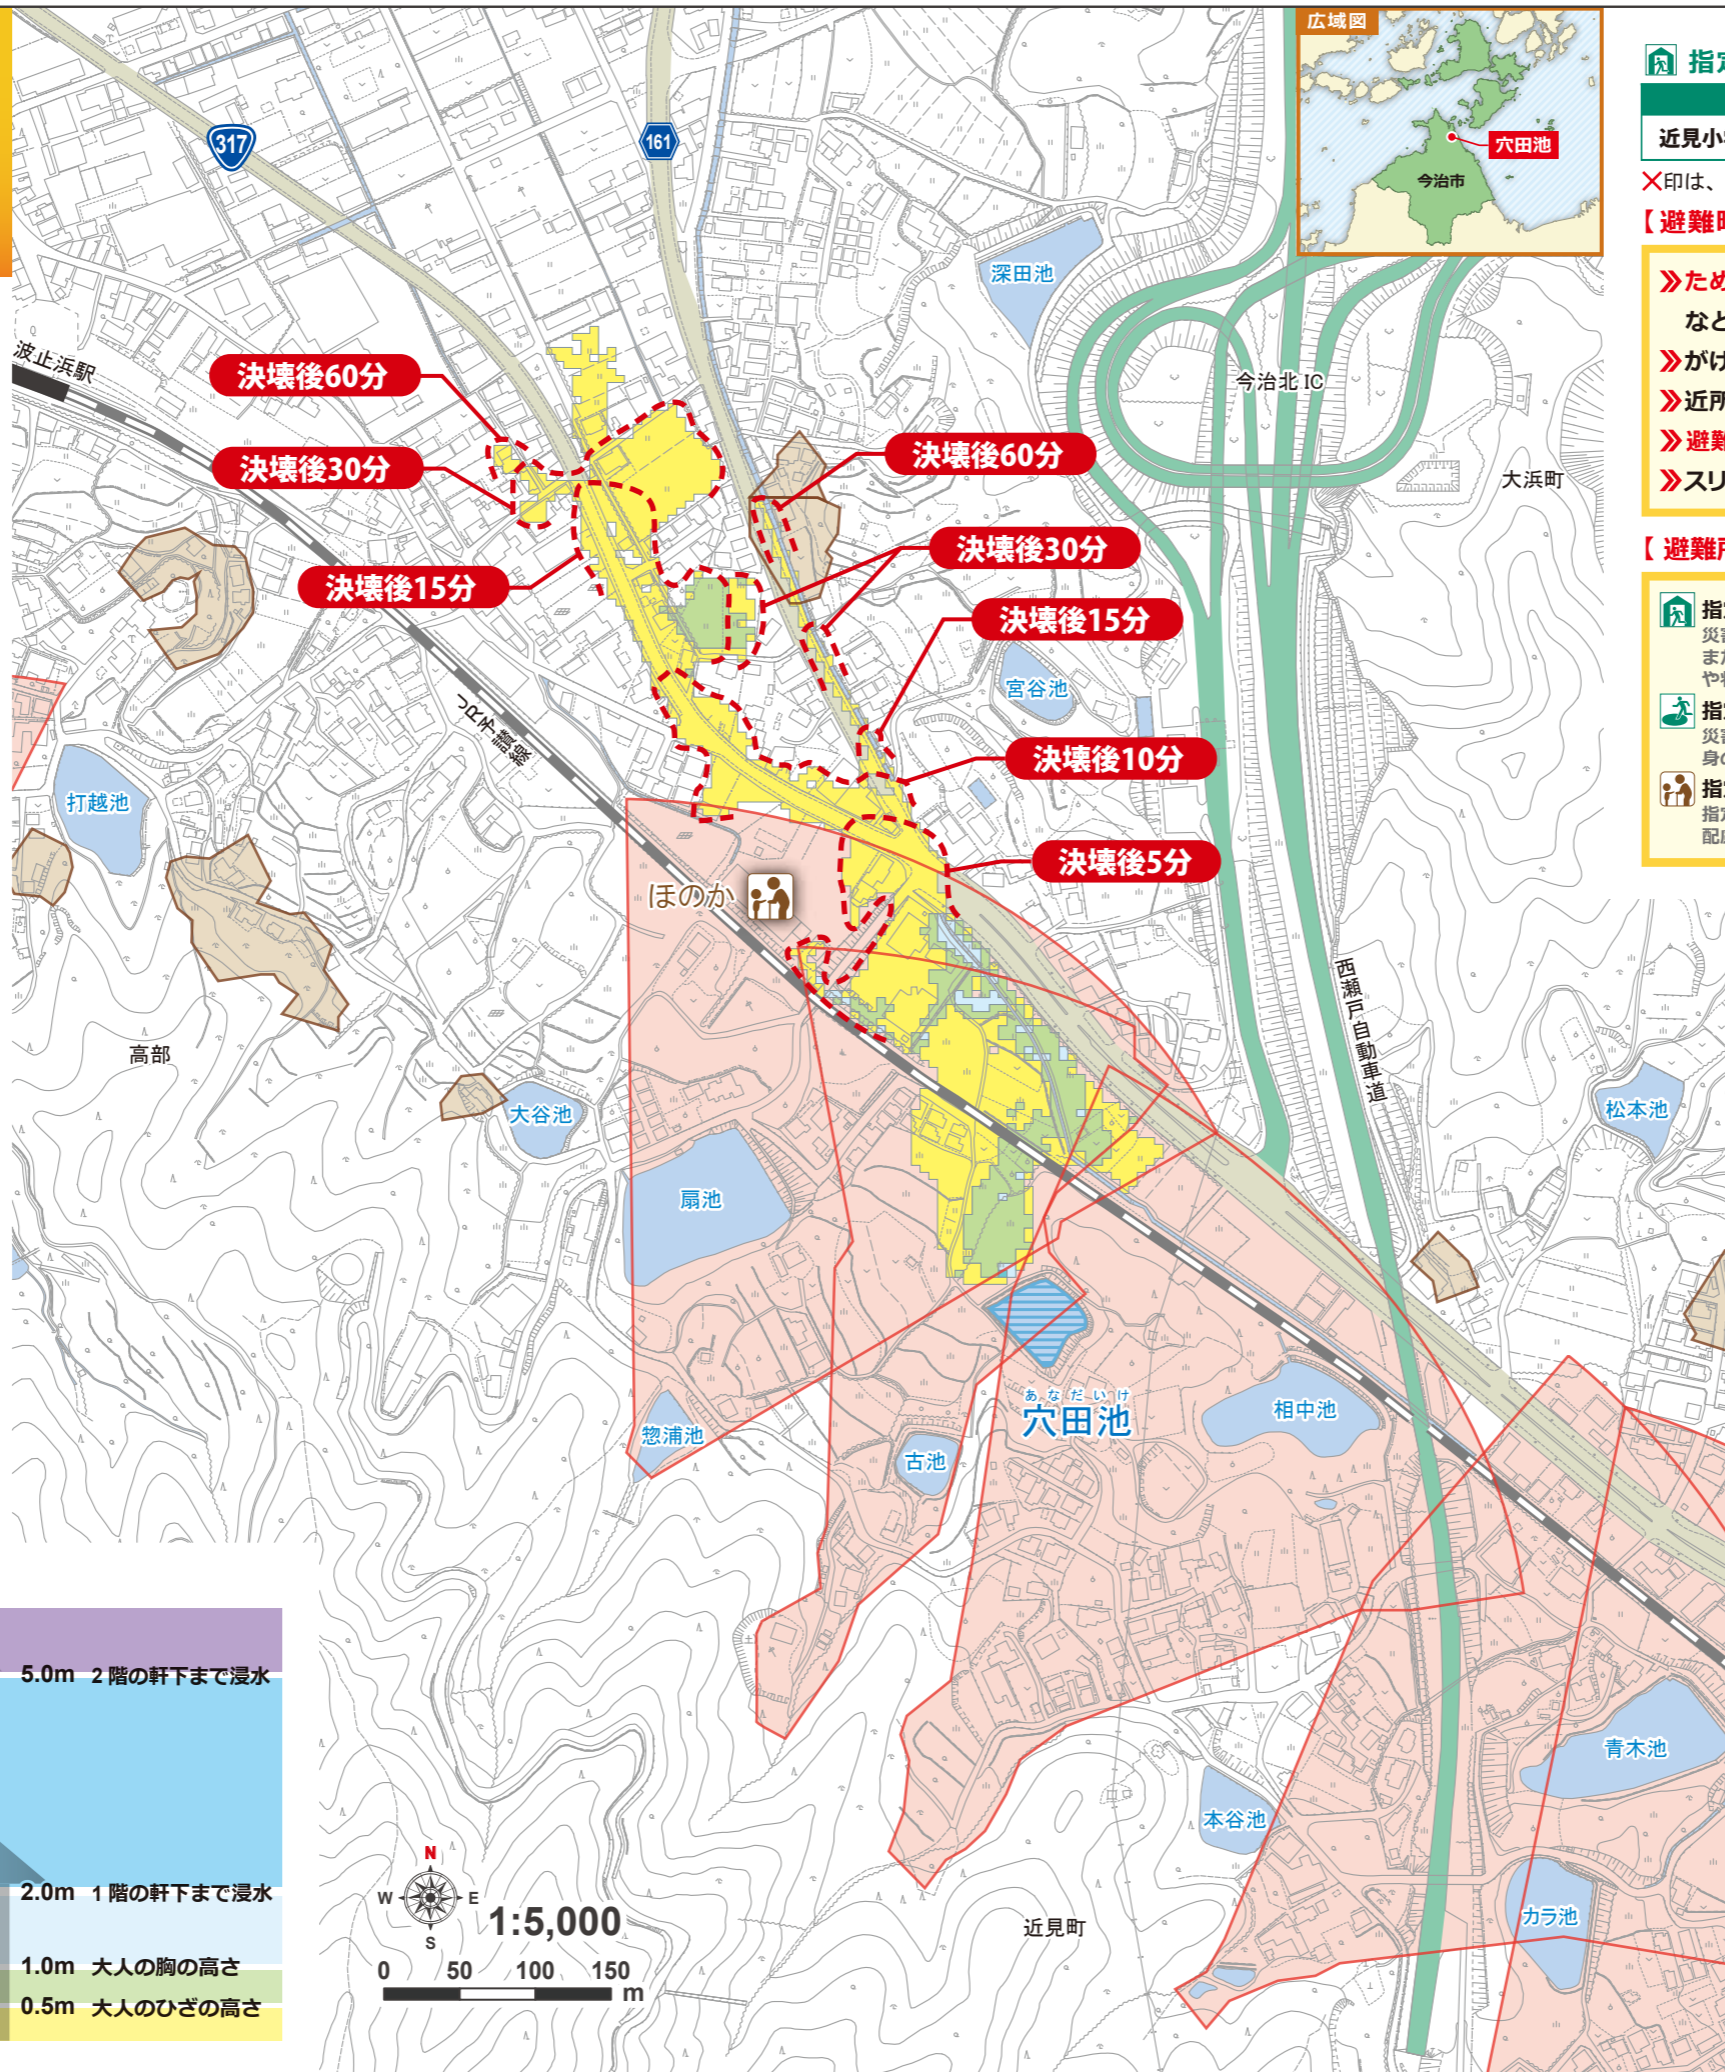 広域図
穴田池
今治市
317
161
深田池
今治北 IC
大浜町
波止浜駅
決壊後60分
決壊後30分
決壊後15分
決壊後60分
決壊後30分
決壊後15分
決壊後10分
決壊後5分
宮谷池
JR予讃線
打越池
ほのか
西瀬戸自動車道
高部
大谷池
松本池
扇池
あなだいけ
穴田池
相中池
惣浦池
古池
青木池
本谷池
カラ池
近見町
5.0m 2階の軒下まで浸水
2.0m 1階の軒下まで浸水
1.0m 大人の胸の高さ
0.5m 大人のひざの高さ
N
W E
S
1:5,000
0 50 100 150
m
近見小
✕印は、
【 避難
なと
がけ
近所
避難
スリ
【 避難
災害
また
災害
身の